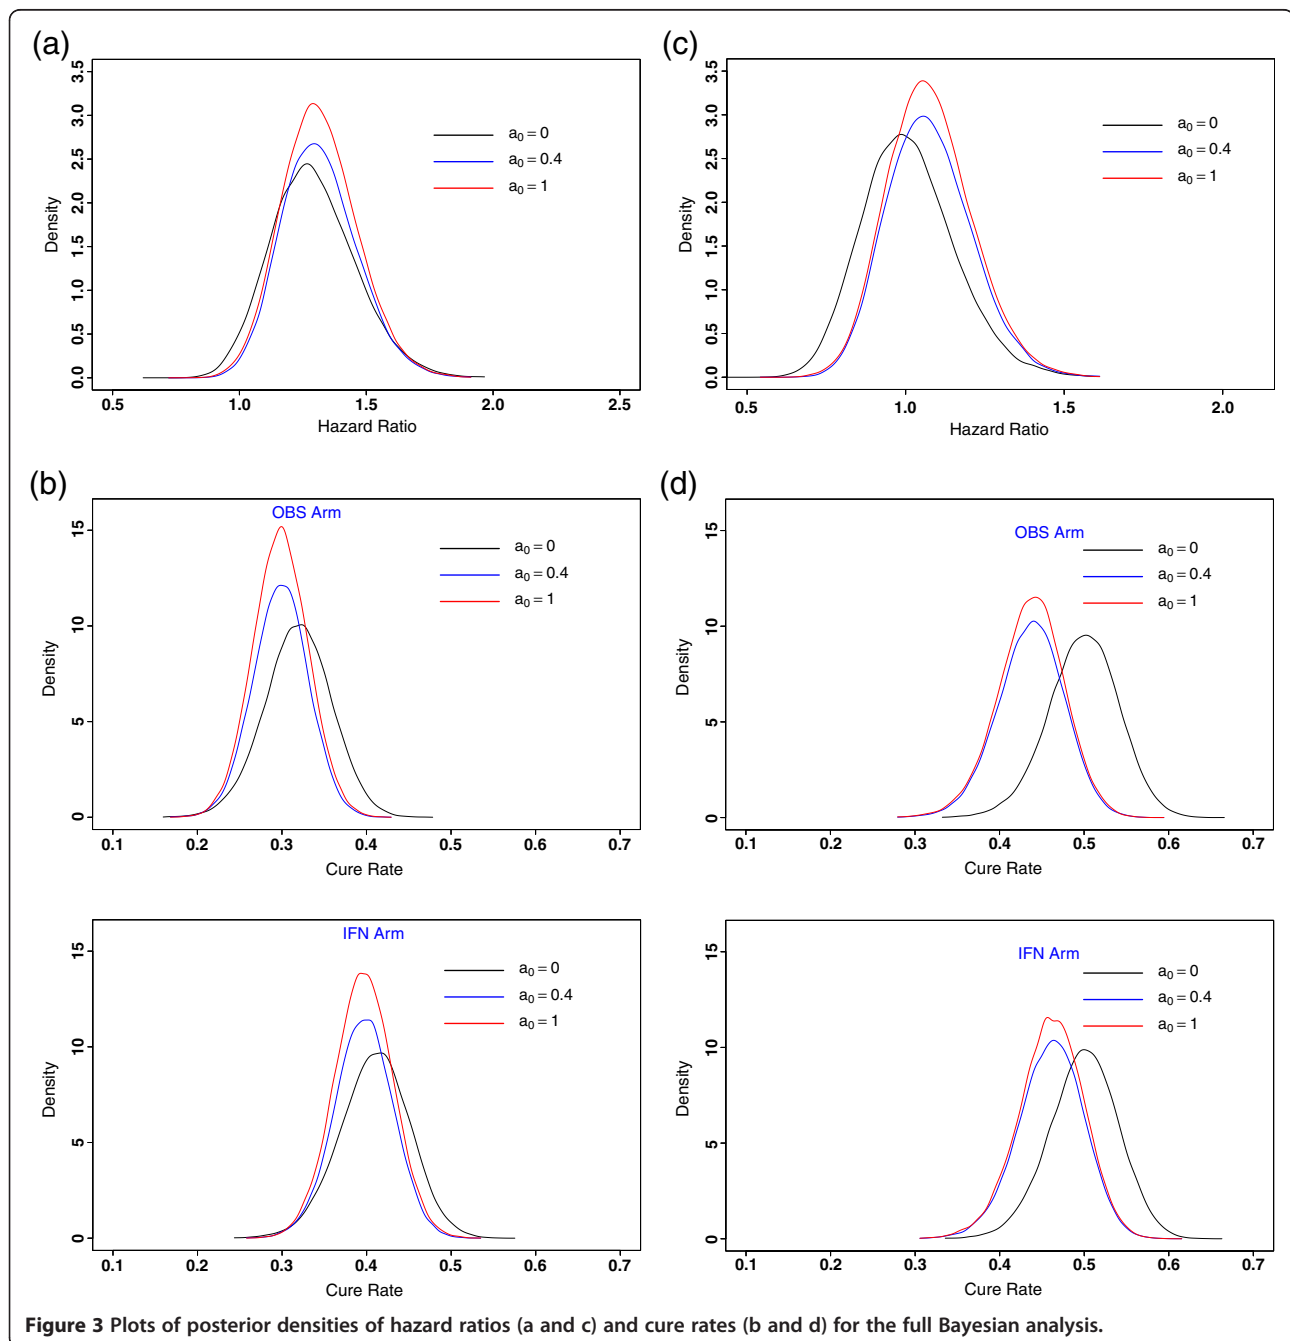 (a)
3.5
3.0
2.5
2.0
1.5
1.0
0.5
0.0
Density
a0 = 0
a0 = 0.4
a0 = 1
0.5 1.0 1.5 2.0 2.5
Hazard Ratio
(c)
3.5
3.0
2.5
2.0
1.5
1.0
0.5
0.0
Density
a0 = 0
a0 = 0.4
a0 = 1
0.5 1.0 1.5 2.0
Hazard Ratio
(b)
OBS Arm
15
10
5
0
Density
a0 = 0
a0 = 0.4
a0 = 1
0.1 0.2 0.3 0.4 0.5 0.6 0.7
Cure Rate
(d)
OBS Arm
15
10
5
0
Density
a0 = 0
a0 = 0.4
a0 = 1
0.1 0.2 0.3 0.4 0.5 0.6 0.7
Cure Rate
IFN Arm
15
10
5
0
Density
a0 = 0
a0 = 0.4
a0 = 1
0.1 0.2 0.3 0.4 0.5 0.6 0.7
Cure Rate
IFN Arm
15
10
5
0
Density
a0 = 0
a0 = 0.4
a0 = 1
0.1 0.2 0.3 0.4 0.5 0.6 0.7
Cure Rate
Figure 3 Plots of posterior densities of hazard ratios (a and c) and cure rates (b and d) for the full Bayesian analysis.